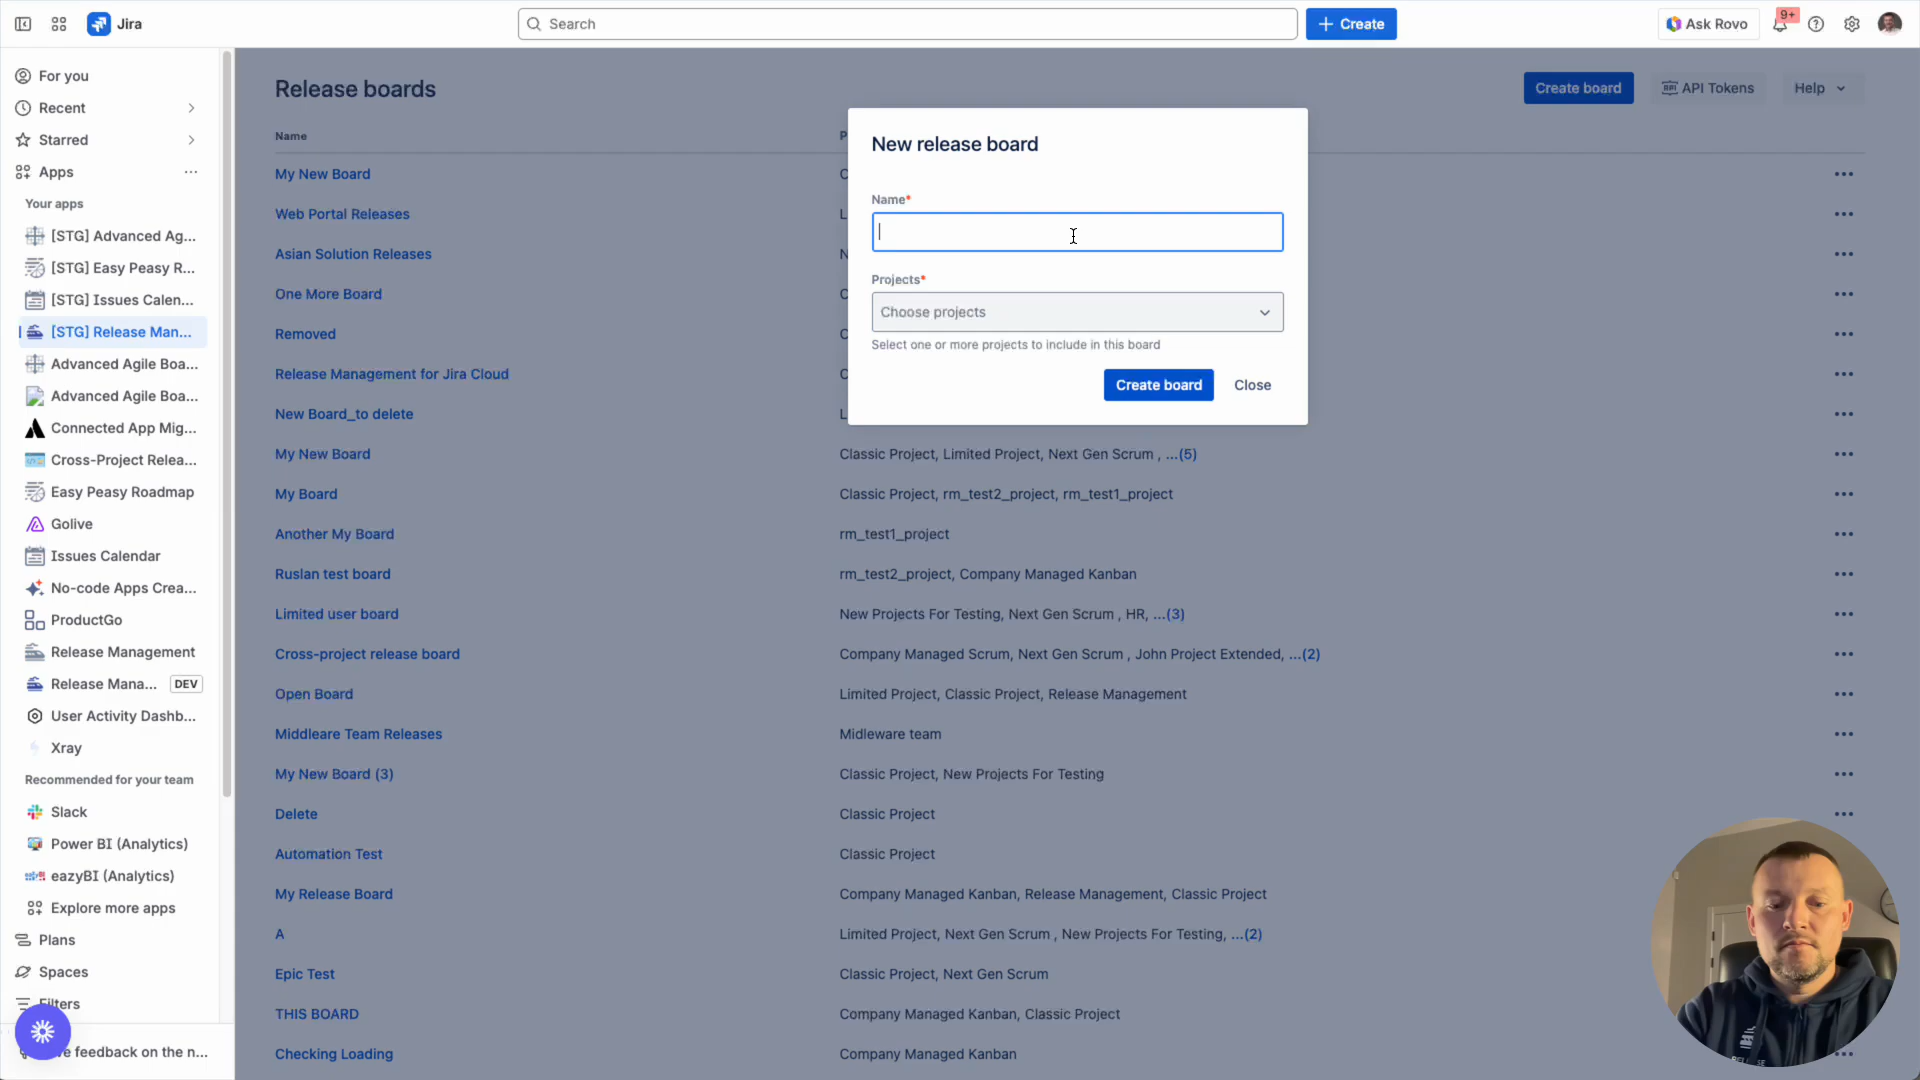 Jira
Search
Create
Ask Rovo
9+
For you
Recent
Starred
Apps
Your apps
[STG] Advanced Ag...
[STG] Easy Peasy R...
[STG] Issues Calen...
[STG] Release Man...
Advanced Agile Boa...
Advanced Agile Boa...
Connected App Mig...
Cross-Project Relea...
Easy Peasy Roadmap
Golive
Issues Calendar
No-code Apps Crea...
ProductGo
Release Management
Release Mana... DEV
User Activity Dashb...
Xray
Recommended for your team
Slack
Power BI (Analytics)
eazyBI (Analytics)
Explore more apps
Plans
Spaces
Filters
feedback on the n...
Release boards
Create board
API Tokens
Help
Name
My New Board
Web Portal Releases
Asian Solution Releases
One More Board
Removed
Release Management for Jira Cloud
New Board_to delete
My New Board Classic Project, Limited Project, Next Gen Scrum , ...(5)
My Board Classic Project, rm_test2_project, rm_test1_project
Another My Board rm_test1_project
Ruslan test board rm_test2_project, Company Managed Kanban
Limited user board New Projects For Testing, Next Gen Scrum , HR, ...(3)
Cross-project release board Company Managed Scrum, Next Gen Scrum , John Project Extended, ...(2)
Open Board Limited Project, Classic Project, Release Management
Middleare Team Releases Midleware team
My New Board (3) Classic Project, New Projects For Testing
Delete Classic Project
Automation Test Classic Project
My Release Board Company Managed Kanban, Release Management, Classic Project
A Limited Project, Next Gen Scrum , New Projects For Testing, ...(2)
Epic Test Classic Project, Next Gen Scrum
THIS BOARD Company Managed Kanban, Classic Project
Checking Loading Company Managed Kanban
New release board
Name*
Projects*
Choose projects
Select one or more projects to include in this board
Create board
Close